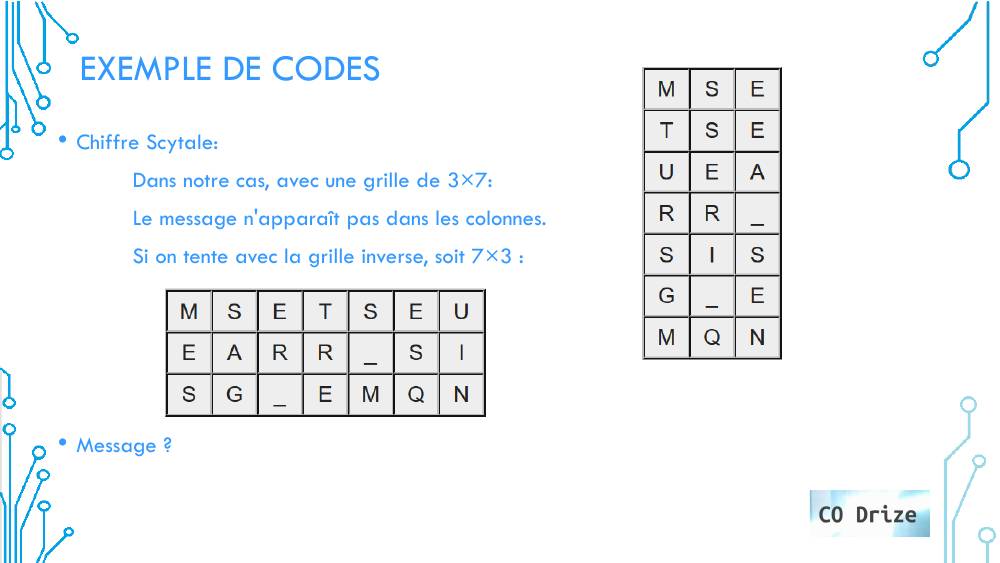 EXEMPLE DE CODES
• Chiffre Scytale:
Dans notre cas, avec une grille de 3×7:
Le message n'apparaît pas dans les colonnes.
Si on tente avec la grille inverse, soit 7×3 :
M S E T S E U
E A R R _ S I
S G _ E M Q N
• Message ?
M S E
T S E
U E A
R R _
S I S
G _ E
M Q N
CO Drize